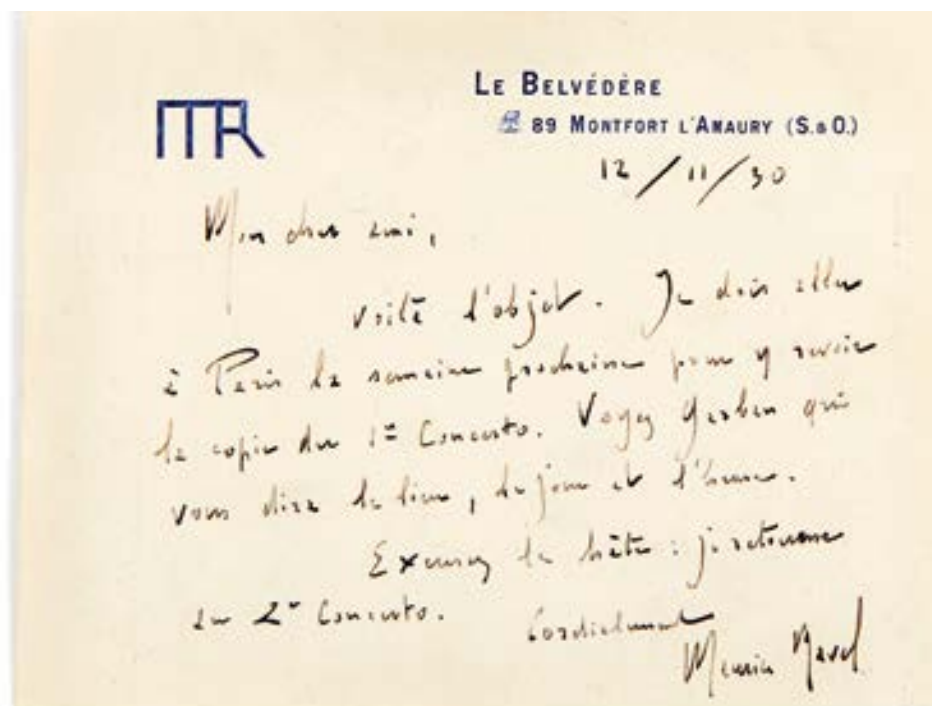 MR
LE BELVÉDÈRE
☎ 89 MONTFORT L'AMAURY (S.&O.)
12/11/30
Mon cher ami,
voilà l'objet. Je dois aller
à Paris la semaine prochaine pour y revoir
la copie du 1er Concerto. Voyez Gerber qui
vous dira le lieu, le jour et l'heure.
Excusez la hâte : je retourne
au 2e Concerto.
Cordialement
Maurice Ravel